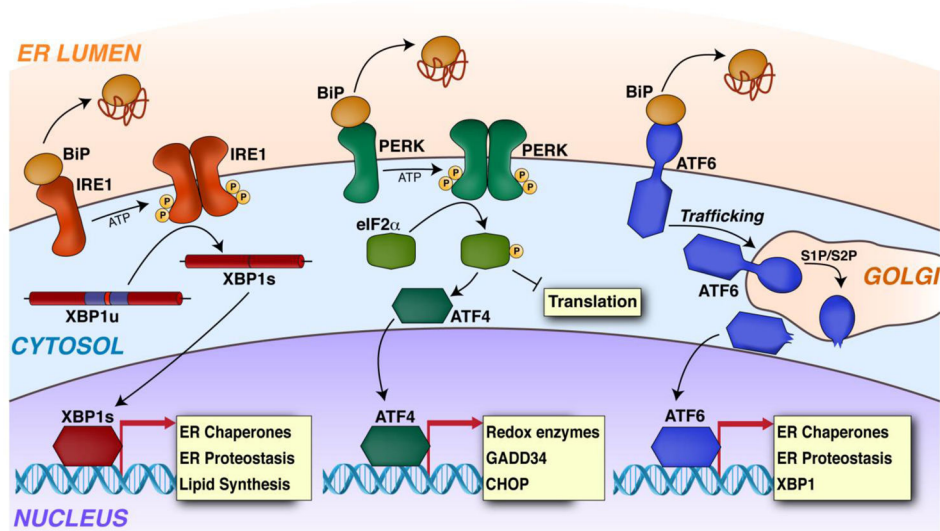 ER LUMEN
BiP
IRE1
ATP
IRE1
P
P
P
P
XBP1u
XBP1s
BiP
PERK
ATP
PERK
P
P
P
P
eIF2α
P
Translation
ATF4
BiP
ATF6
Trafficking
ATF6
S1P/S2P
GOLGI
CYTOSOL
XBP1s
ER Chaperones
ER Proteostasis
Lipid Synthesis
ATF4
Redox enzymes
GADD34
CHOP
ATF6
ER Chaperones
ER Proteostasis
XBP1
NUCLEUS